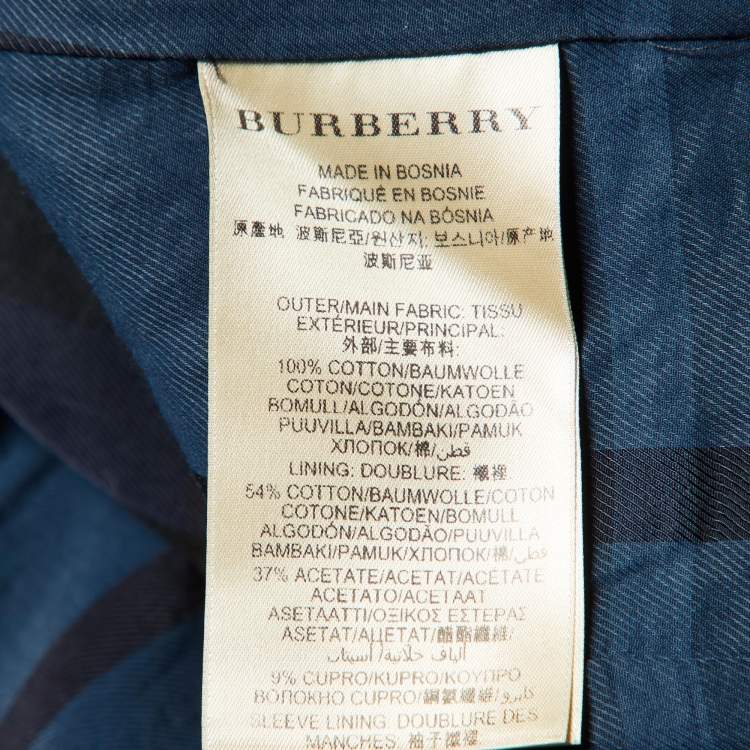 BURBERRY
MADE IN BOSNIA
FABRIQUÉ EN BOSNIE
FABRICADO NA BÓSNIA
原產地 波斯尼亞/원산지: 보스니아/原产地
波斯尼亚
OUTER/MAIN FABRIC: TISSU
EXTÉRIEUR/PRINCIPAL:
外部/主要布料:
100% COTTON/BAUMWOLLE
COTON/COTONE/KATOEN
BOMULL/ALGODÓN/ALGODÃO
PUUVILLA/BAMBAKI/PAMUK
ХЛОПОК/棉/قطن
LINING: DOUBLURE: 襯裡
54% COTTON/BAUMWOLLE/COTON
COTONE/KATOEN/BOMULL
ALGODÓN/ALGODÃO/PUUVILLA
BAMBAKI/PAMUK/ХЛОПОК/棉/قطن
37% ACETATE/ACETAT/ACÉTATE
ACETATO/ACETAAT
ASETAATTI/ΟΞΙΚΟΣ ΕΣΤΕΡΑΣ
ASETAT/АЦЕТАТ/醋酯纖維/
ألياف خلاتية/أسيتات
9% CUPRO/KUPRO/ΚΟΥΠΡΟ
ВОЛОКНО CUPRO/銅氨纖維/كابرو
SLEEVE LINING: DOUBLURE DES
MANCHES: 袖子襯裡